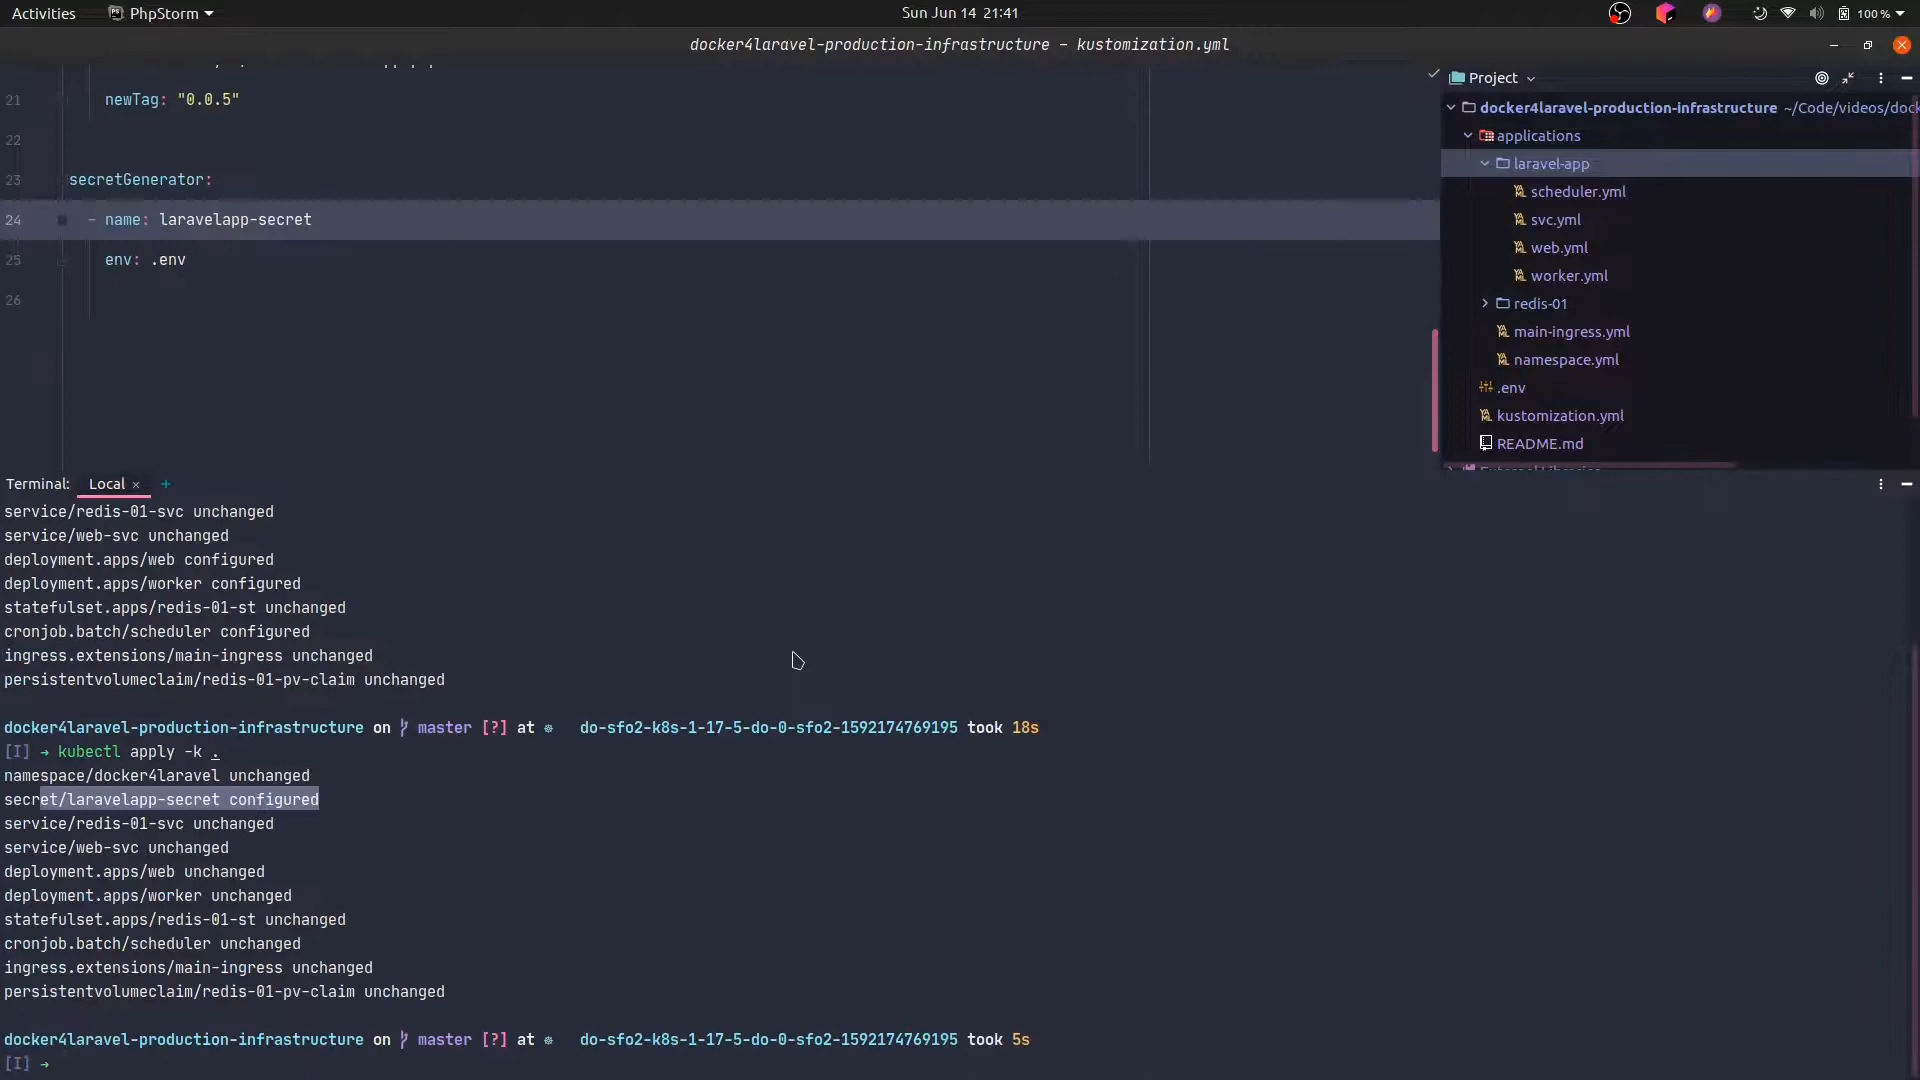 Activities PhpStorm Sun Jun 14 21:41 100 %
docker4laravel-production-infrastructure – kustomization.yml
21 newTag: "0.0.5"
22
23 secretGenerator:
24 - name: laravelapp-secret
25 env: .env
26
Project
docker4laravel-production-infrastructure ~/Code/videos/dock
applications
laravel-app
scheduler.yml
svc.yml
web.yml
worker.yml
redis-01
main-ingress.yml
namespace.yml
.env
kustomization.yml
README.md
Terminal: Local × +
service/redis-01-svc unchanged
service/web-svc unchanged
deployment.apps/web configured
deployment.apps/worker configured
statefulset.apps/redis-01-st unchanged
cronjob.batch/scheduler configured
ingress.extensions/main-ingress unchanged
persistentvolumeclaim/redis-01-pv-claim unchanged
docker4laravel-production-infrastructure on master [?] at do-sfo2-k8s-1-17-5-do-0-sfo2-1592174769195 took 18s
[I] → kubectl apply -k .
namespace/docker4laravel unchanged
secret/laravelapp-secret configured
service/redis-01-svc unchanged
service/web-svc unchanged
deployment.apps/web unchanged
deployment.apps/worker unchanged
statefulset.apps/redis-01-st unchanged
cronjob.batch/scheduler unchanged
ingress.extensions/main-ingress unchanged
persistentvolumeclaim/redis-01-pv-claim unchanged
docker4laravel-production-infrastructure on master [?] at do-sfo2-k8s-1-17-5-do-0-sfo2-1592174769195 took 5s
[I] →